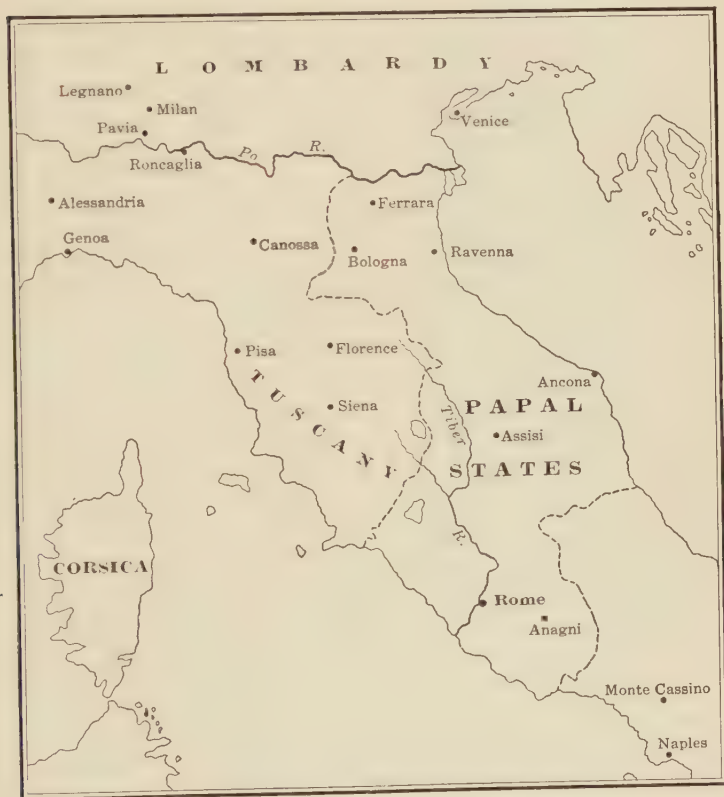 LOMBARDY
Legnano
Milan
Pavia
Venice
Roncaglia
Po R.
Alessandria
Ferrara
Genoa
Canossa
Bologna
Ravenna
Pisa
Florence
TUSCANY
Ancona
Siena
Tiber R.
PAPAL
Assisi
STATES
CORSICA
Rome
Anagni
Monte Cassino
Naples